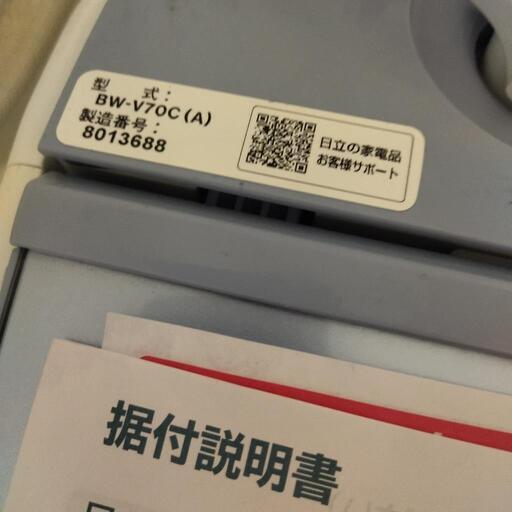 型　式：
BW-V70C(A)
製造番号：
8013688
日立の家電品
お客様サポート
据付説明書